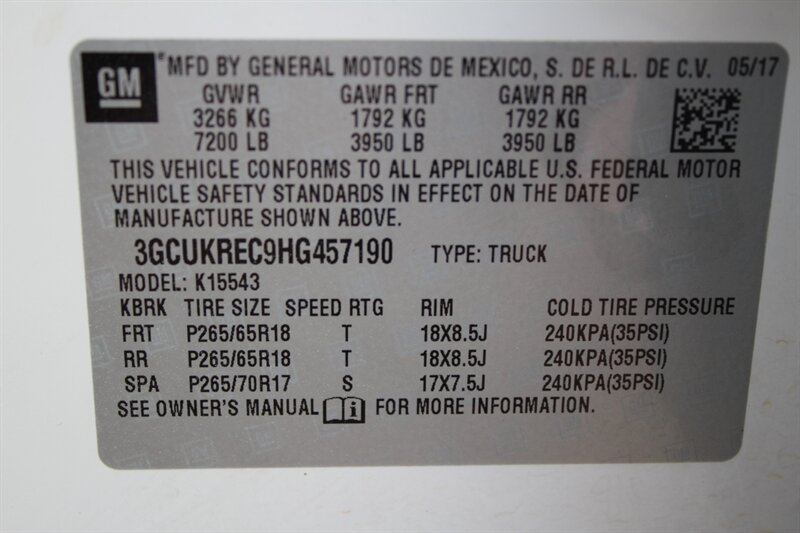 GM
MFD BY GENERAL MOTORS DE MEXICO, S. DE R.L. DE C.V. 05/17
GVWR GAWR FRT GAWR RR
3266 KG 1792 KG 1792 KG
7200 LB 3950 LB 3950 LB
THIS VEHICLE CONFORMS TO ALL APPLICABLE U.S. FEDERAL MOTOR
VEHICLE SAFETY STANDARDS IN EFFECT ON THE DATE OF
MANUFACTURE SHOWN ABOVE.
3GCUKREC9HG457190 TYPE: TRUCK
MODEL: K15543
KBRK TIRE SIZE SPEED RTG RIM COLD TIRE PRESSURE
FRT P265/65R18 T 18X8.5J 240KPA(35PSI)
RR P265/65R18 T 18X8.5J 240KPA(35PSI)
SPA P265/70R17 S 17X7.5J 240KPA(35PSI)
SEE OWNER'S MANUAL FOR MORE INFORMATION.